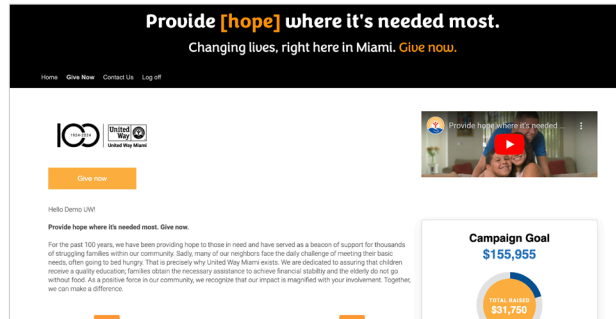 Provide [hope] where it's needed most.
Changing lives, right here in Miami. Give now.
Home Give Now Contact Us Log off
100
1924-2024
United
Way
United Way Miami
Provide hope where it's needed ...
Give now
Hello Demo UW!
Provide hope where it's needed most. Give now.
For the past 100 years, we have been providing hope to those in need and have served as a beacon of support for thousands
of struggling families within our community. Sadly, many of our neighbors face the daily challenge of meeting their basic
needs, often going to bed hungry. That is precisely why United Way Miami exists. We are dedicated to assuring that children
receive a quality education; families obtain the necessary assistance to achieve financial stabiltiy and the elderly do not go
without food. As a positive force in our community, we recognize that our impact is magnified with your involvement. Together,
we can make a difference.
Campaign Goal
$155,955
TOTAL RAISED
$31,750